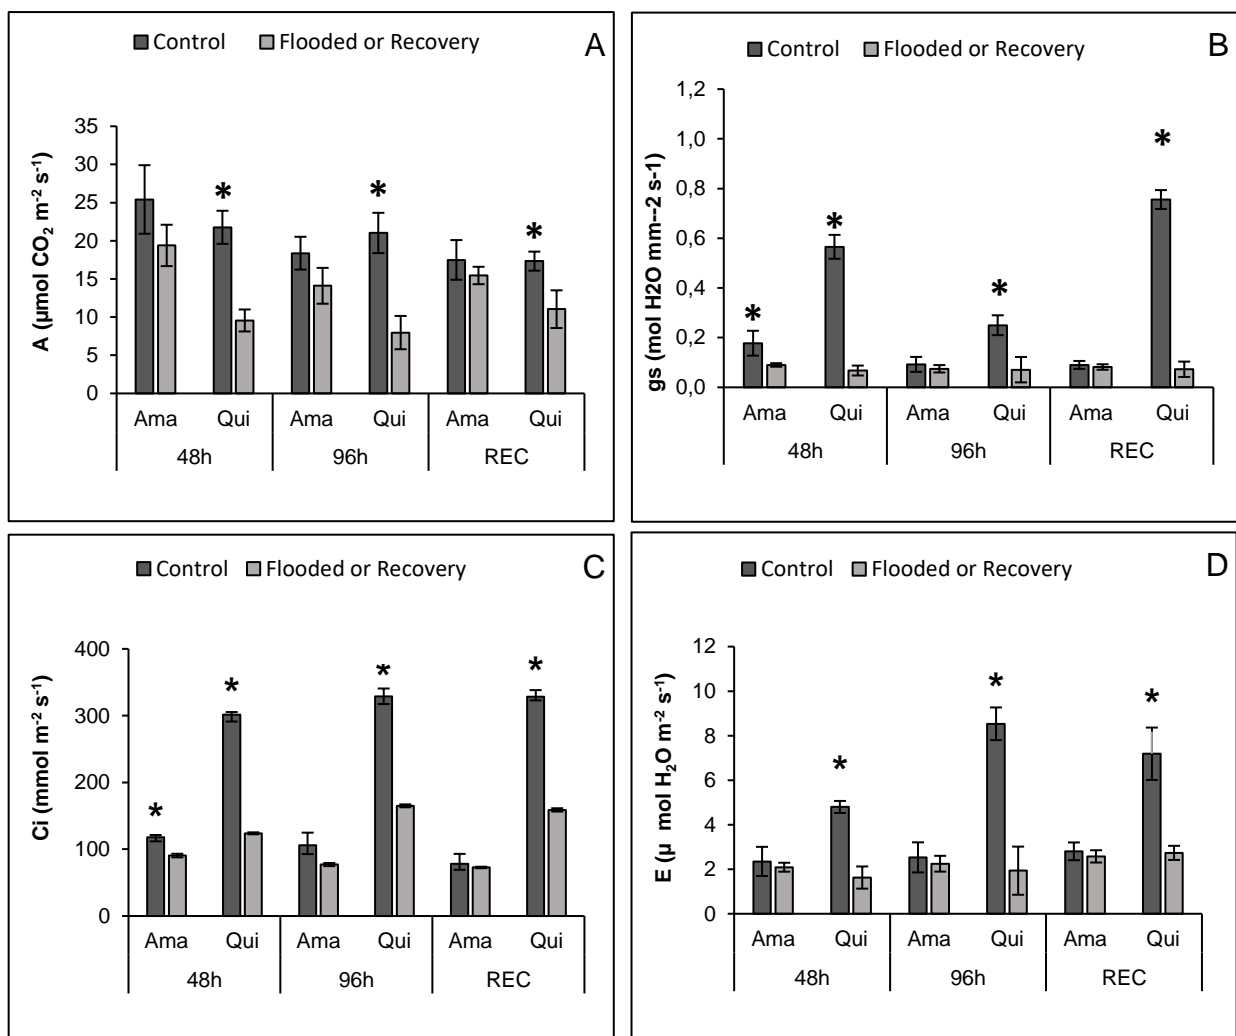 Control Flooded or Recovery A
A (µmol CO₂ m⁻² s⁻¹)
35
30
25
20
15
10
5
0
* * *
Ama Qui Ama Qui Ama Qui
48h 96h REC
Control Flooded or Recovery B
gs (mol H2O mm--2 s-1)
1,2
1,0
0,8
0,6
0,4
0,2
0,0
* * * *
Ama Qui Ama Qui Ama Qui
48h 96h REC
Control Flooded or Recovery C
Ci (mmol m⁻² s⁻¹)
400
300
200
100
0
* * * *
Ama Qui Ama Qui Ama Qui
48h 96h REC
Control Flooded or Recovery D
E (µ mol H₂O m⁻² s⁻¹)
12
10
8
6
4
2
0
* * *
Ama Qui Ama Qui Ama Qui
48h 96h REC